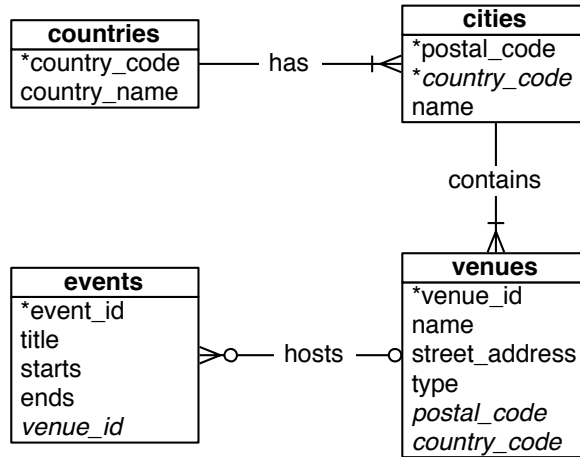 countries
*country_code
country_name
has
cities
*postal_code
*country_code
name
contains
events
*event_id
title
starts
ends
venue_id
hosts
venues
*venue_id
name
street_address
type
postal_code
country_code